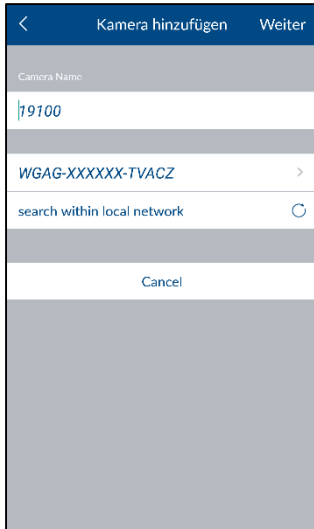 Kamera hinzufügen Weiter
Camera Name
19100
WGAG-XXXXXX-TVACZ
search within local network
Cancel